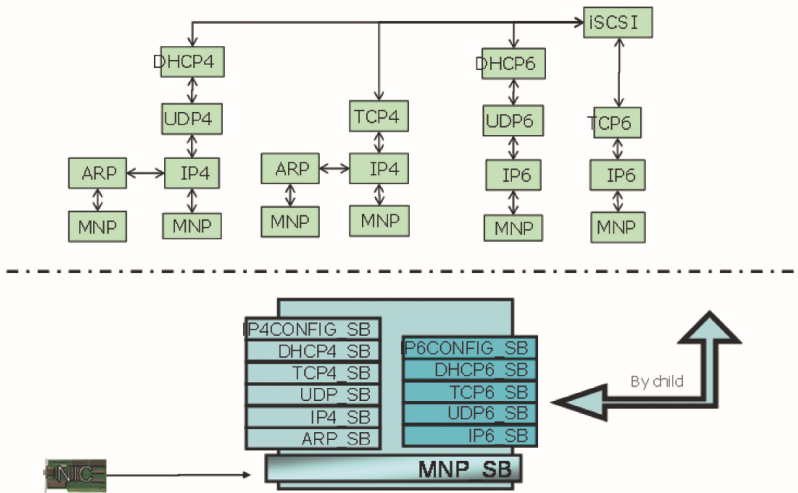 iSCSI
DHCP4
DHCP6
UDP4
TCP4
UDP6
TCP6
ARP
IP4
ARP
IP4
IP6
IP6
MNP
MNP
MNP
MNP
MNP
MNP
IP4CONFIG_SB
DHCP4_SB
TCP4_SB
UDP_SB
IP4_SB
ARP_SB
IP6CONFIG_SB
DHCP6_SB
TCP6_SB
UDP6_SB
IP6_SB
By child
NIC
MNP_SB